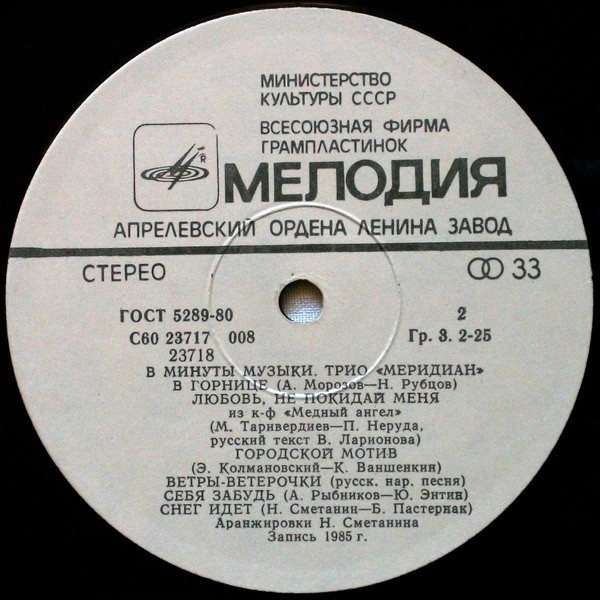 МИНИСТЕРСТВО
КУЛЬТУРЫ СССР
ВСЕСОЮЗНАЯ ФИРМА
ГРАМПЛАСТИНОК
R
МЕЛОДИЯ
АПРЕЛЕВСКИЙ ОРДЕНА ЛЕНИНА ЗАВОД
СТЕРЕО 33
ГОСТ 5289-80 2
С60 23717 008 Гр. 3. 2-25
23718
В МИНУТЫ МУЗЫКИ. ТРИО «МЕРИДИАН»
В ГОРНИЦЕ (А. Морозов—Н. Рубцов)
ЛЮБОВЬ, НЕ ПОКИДАЙ МЕНЯ
из к-ф «Медный ангел»
(М. Таривердиев—П. Неруда,
русский текст В. Ларионова)
ГОРОДСКОЙ МОТИВ
(Э. Колмановский—К. Ваншенкин)
ВЕТРЫ-ВЕТЕРОЧКИ (русск. нар. песня)
СЕБЯ ЗАБУДЬ (А. Рыбников—Ю. Энтин)
СНЕГ ИДЕТ (Н. Сметанин—Б. Пастернак)
Аранжировки Н. Сметанина
Запись 1985 г.